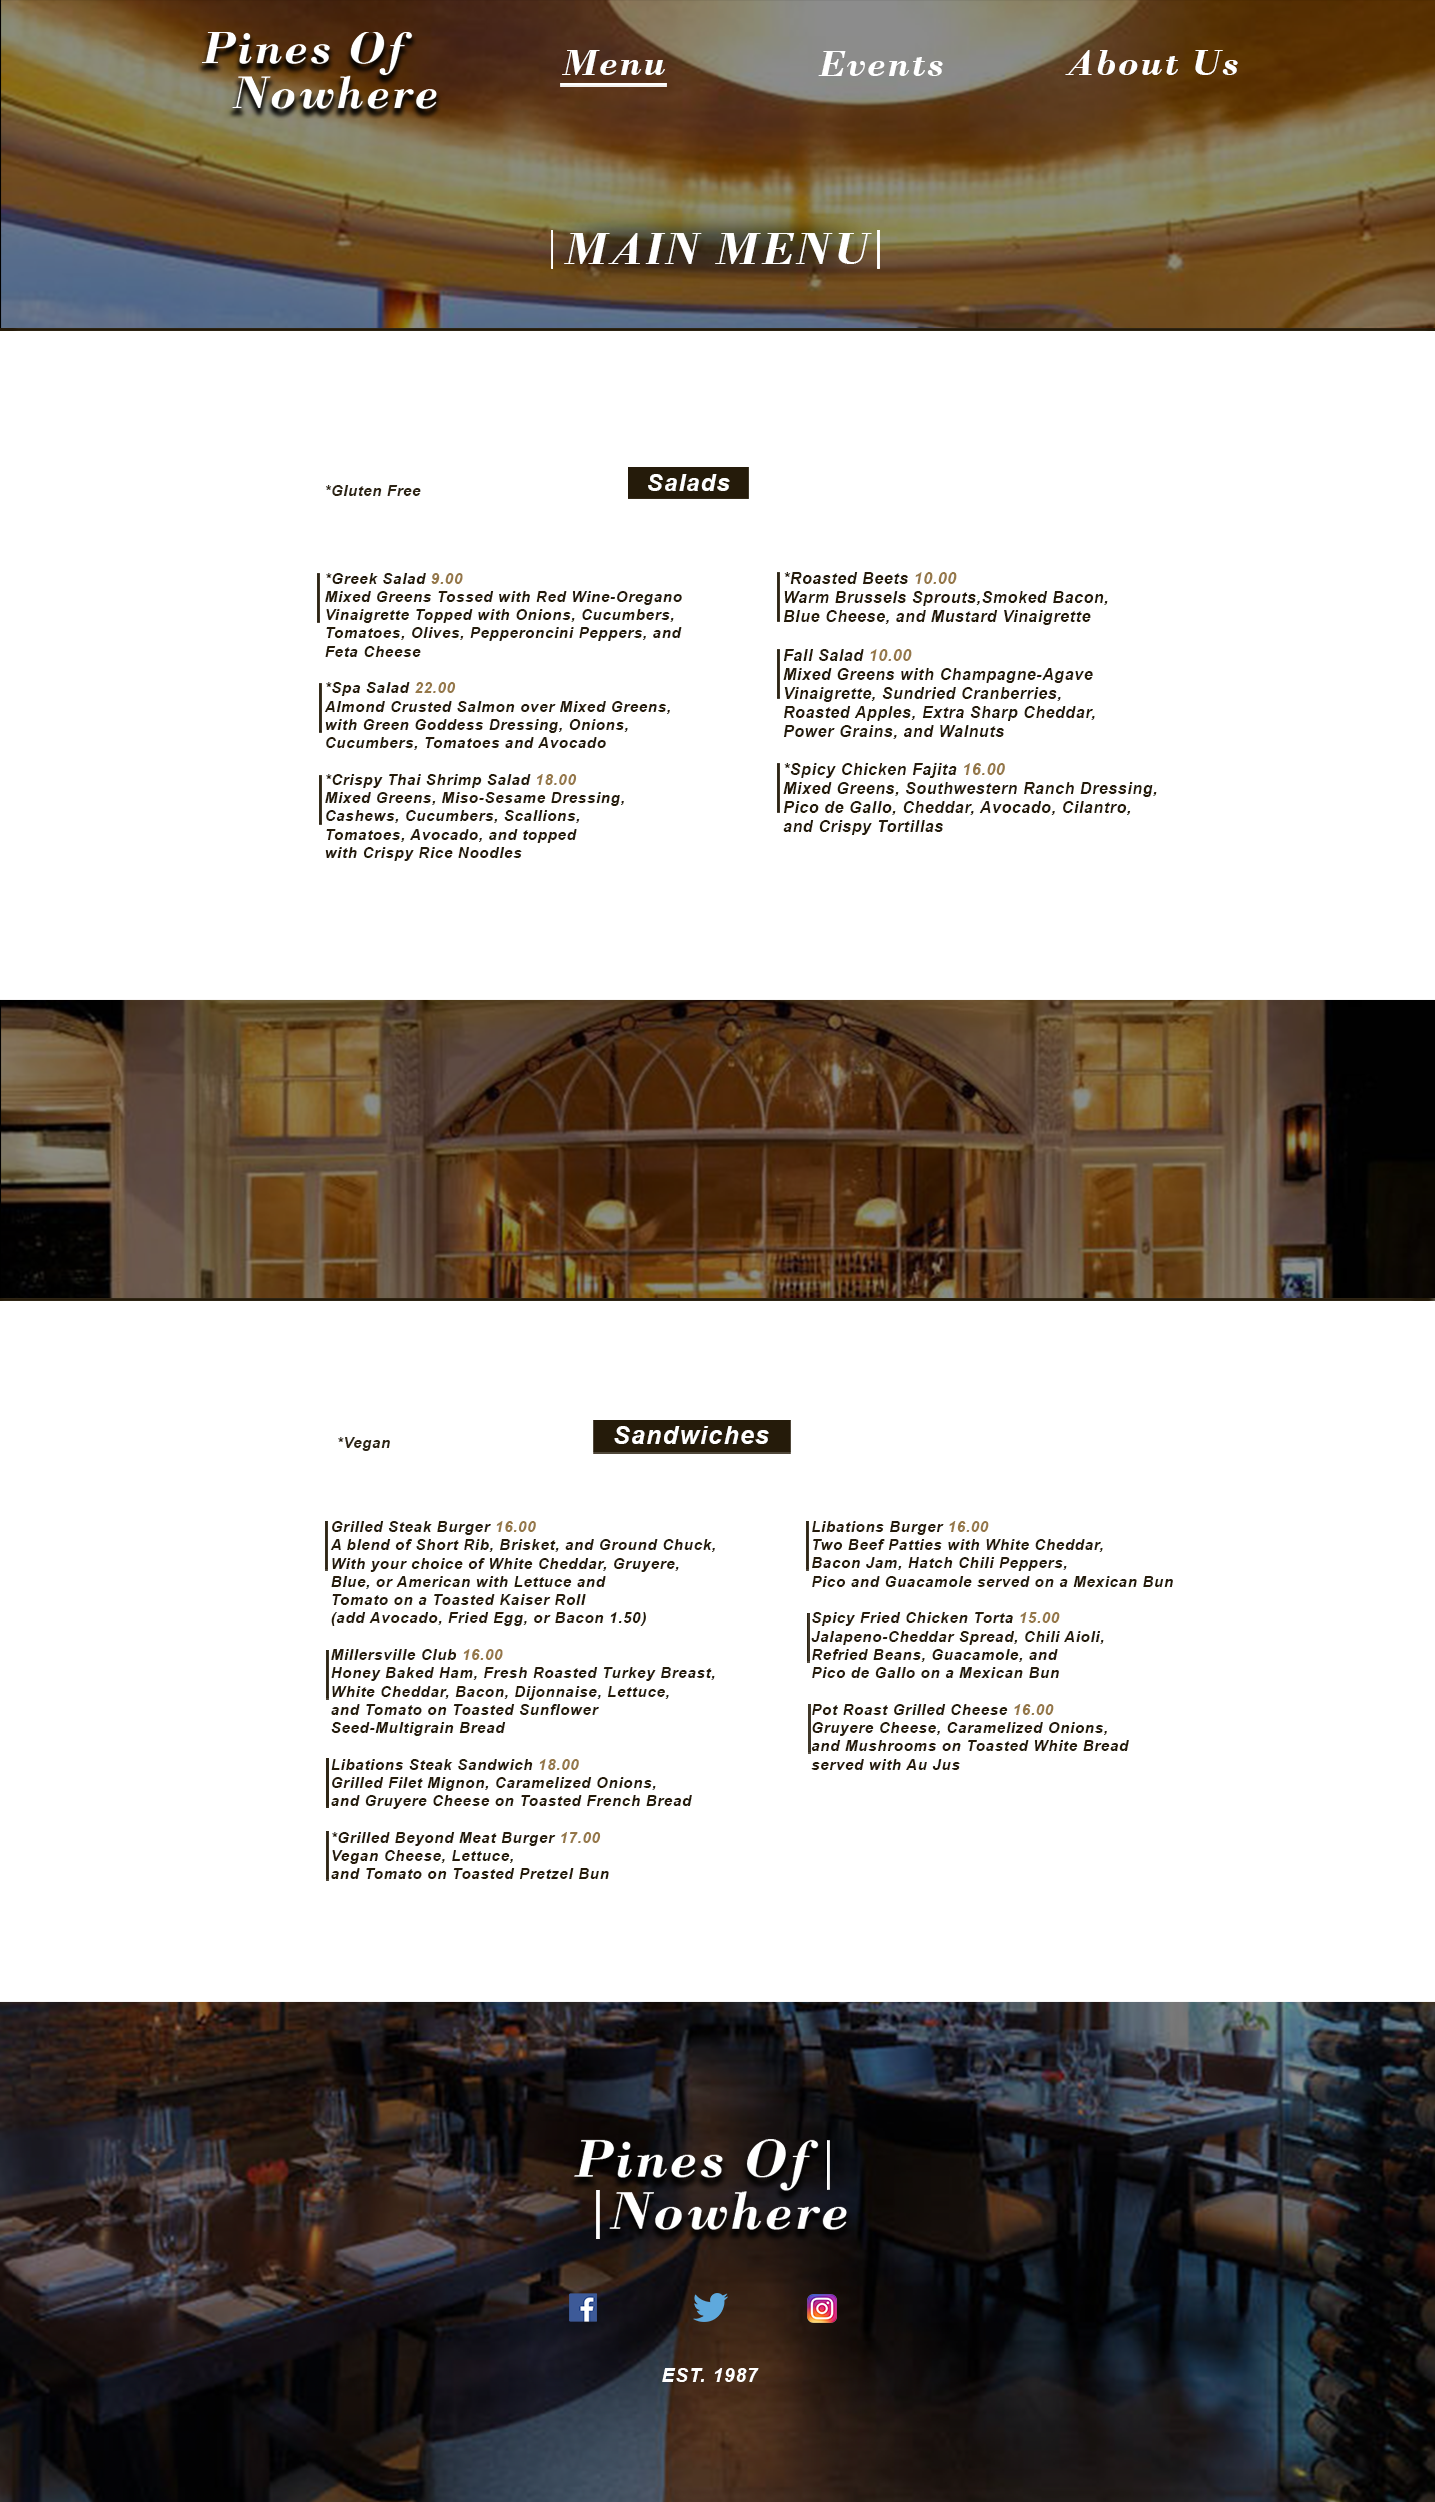 Pines Of
Nowhere
Menu
Events
About Us
|MAIN MENU|
*Gluten Free
Salads
*Greek Salad 9.00
Mixed Greens Tossed with Red Wine-Oregano
Vinaigrette Topped with Onions, Cucumbers,
Tomatoes, Olives, Pepperoncini Peppers, and
Feta Cheese
*Spa Salad 22.00
Almond Crusted Salmon over Mixed Greens,
with Green Goddess Dressing, Onions,
Cucumbers, Tomatoes and Avocado
*Crispy Thai Shrimp Salad 18.00
Mixed Greens, Miso-Sesame Dressing,
Cashews, Cucumbers, Scallions,
Tomatoes, Avocado, and topped
with Crispy Rice Noodles
*Roasted Beets 10.00
Warm Brussels Sprouts,Smoked Bacon,
Blue Cheese, and Mustard Vinaigrette
Fall Salad 10.00
Mixed Greens with Champagne-Agave
Vinaigrette, Sundried Cranberries,
Roasted Apples, Extra Sharp Cheddar,
Power Grains, and Walnuts
*Spicy Chicken Fajita 16.00
Mixed Greens, Southwestern Ranch Dressing,
Pico de Gallo, Cheddar, Avocado, Cilantro,
and Crispy Tortillas
*Vegan
Sandwiches
Grilled Steak Burger 16.00
A blend of Short Rib, Brisket, and Ground Chuck,
With your choice of White Cheddar, Gruyere,
Blue, or American with Lettuce and
Tomato on a Toasted Kaiser Roll
(add Avocado, Fried Egg, or Bacon 1.50)
Millersville Club 16.00
Honey Baked Ham, Fresh Roasted Turkey Breast,
White Cheddar, Bacon, Dijonnaise, Lettuce,
and Tomato on Toasted Sunflower
Seed-Multigrain Bread
Libations Steak Sandwich 18.00
Grilled Filet Mignon, Caramelized Onions,
and Gruyere Cheese on Toasted French Bread
*Grilled Beyond Meat Burger 17.00
Vegan Cheese, Lettuce,
and Tomato on Toasted Pretzel Bun
Libations Burger 16.00
Two Beef Patties with White Cheddar,
Bacon Jam, Hatch Chili Peppers,
Pico and Guacamole served on a Mexican Bun
Spicy Fried Chicken Torta 15.00
Jalapeno-Cheddar Spread, Chili Aioli,
Refried Beans, Guacamole, and
Pico de Gallo on a Mexican Bun
Pot Roast Grilled Cheese 16.00
Gruyere Cheese, Caramelized Onions,
and Mushrooms on Toasted White Bread
served with Au Jus
Pines Of|
|Nowhere
EST. 1987